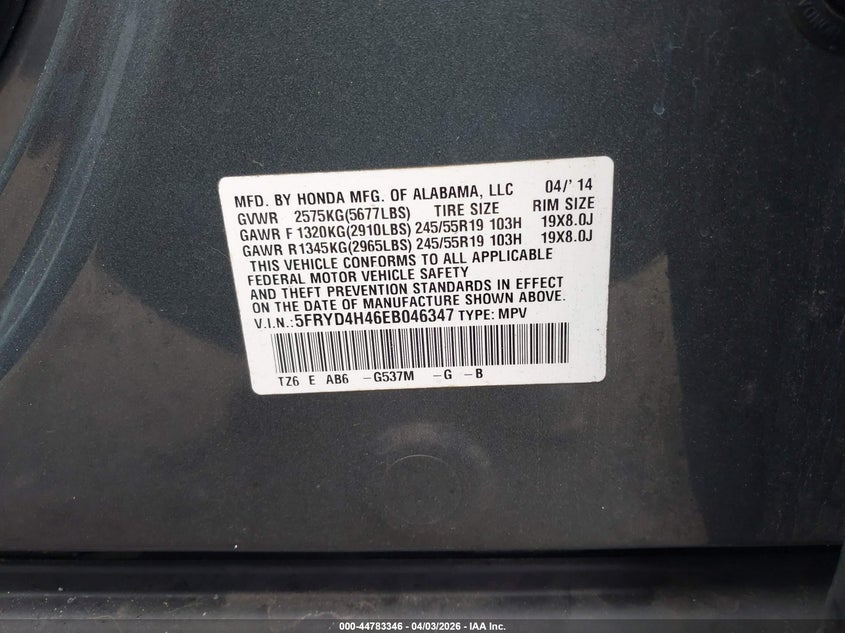 MFD. BY HONDA MFG. OF ALABAMA, LLC 04/' 14
GVWR 2575KG(5677LBS) TIRE SIZE RIM SIZE
GAWR F 1320KG(2910LBS) 245/55R19 103H 19X8.0J
GAWR R1345KG(2965LBS) 245/55R19 103H 19X8.0J
THIS VEHICLE CONFORMS TO ALL APPLICABLE
FEDERAL MOTOR VEHICLE SAFETY
AND THEFT PREVENTION STANDARDS IN EFFECT
ON THE DATE OF MANUFACTURE SHOWN ABOVE.
V.I.N.:5FRYD4H46EB046347 TYPE: MPV
TZ6 E AB6 -G537M -G -B
000-44783346 - 04/03/2026 - IAA Inc.